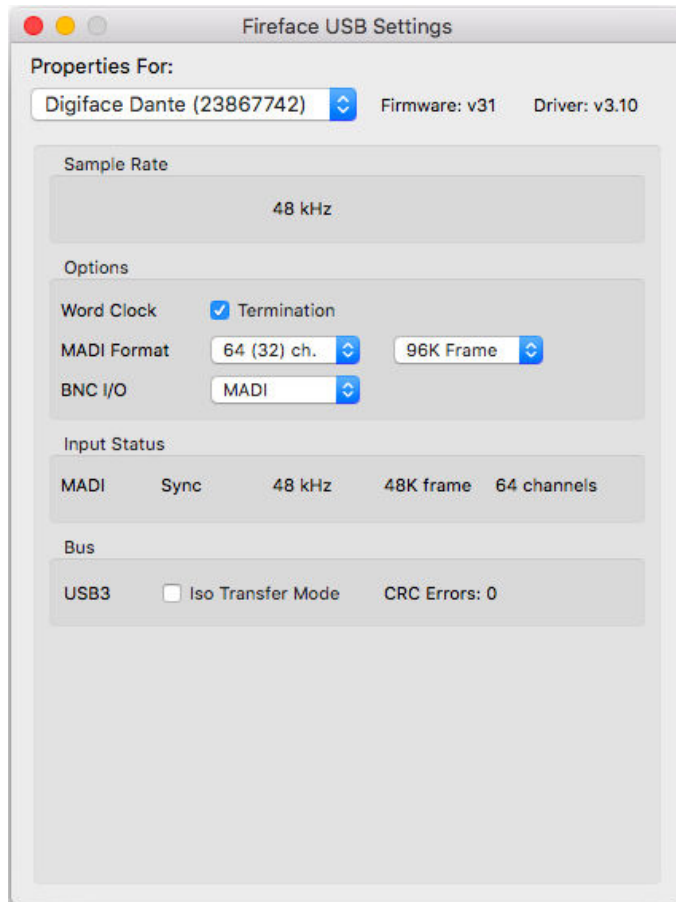 Fireface USB Settings
Properties For:
Digiface Dante (23867742) Firmware: v31 Driver: v3.10
Sample Rate
48 kHz
Options
Word Clock Termination
MADI Format 64 (32) ch. 96K Frame
BNC I/O MADI
Input Status
MADI Sync 48 kHz 48K frame 64 channels
Bus
USB3 Iso Transfer Mode CRC Errors: 0